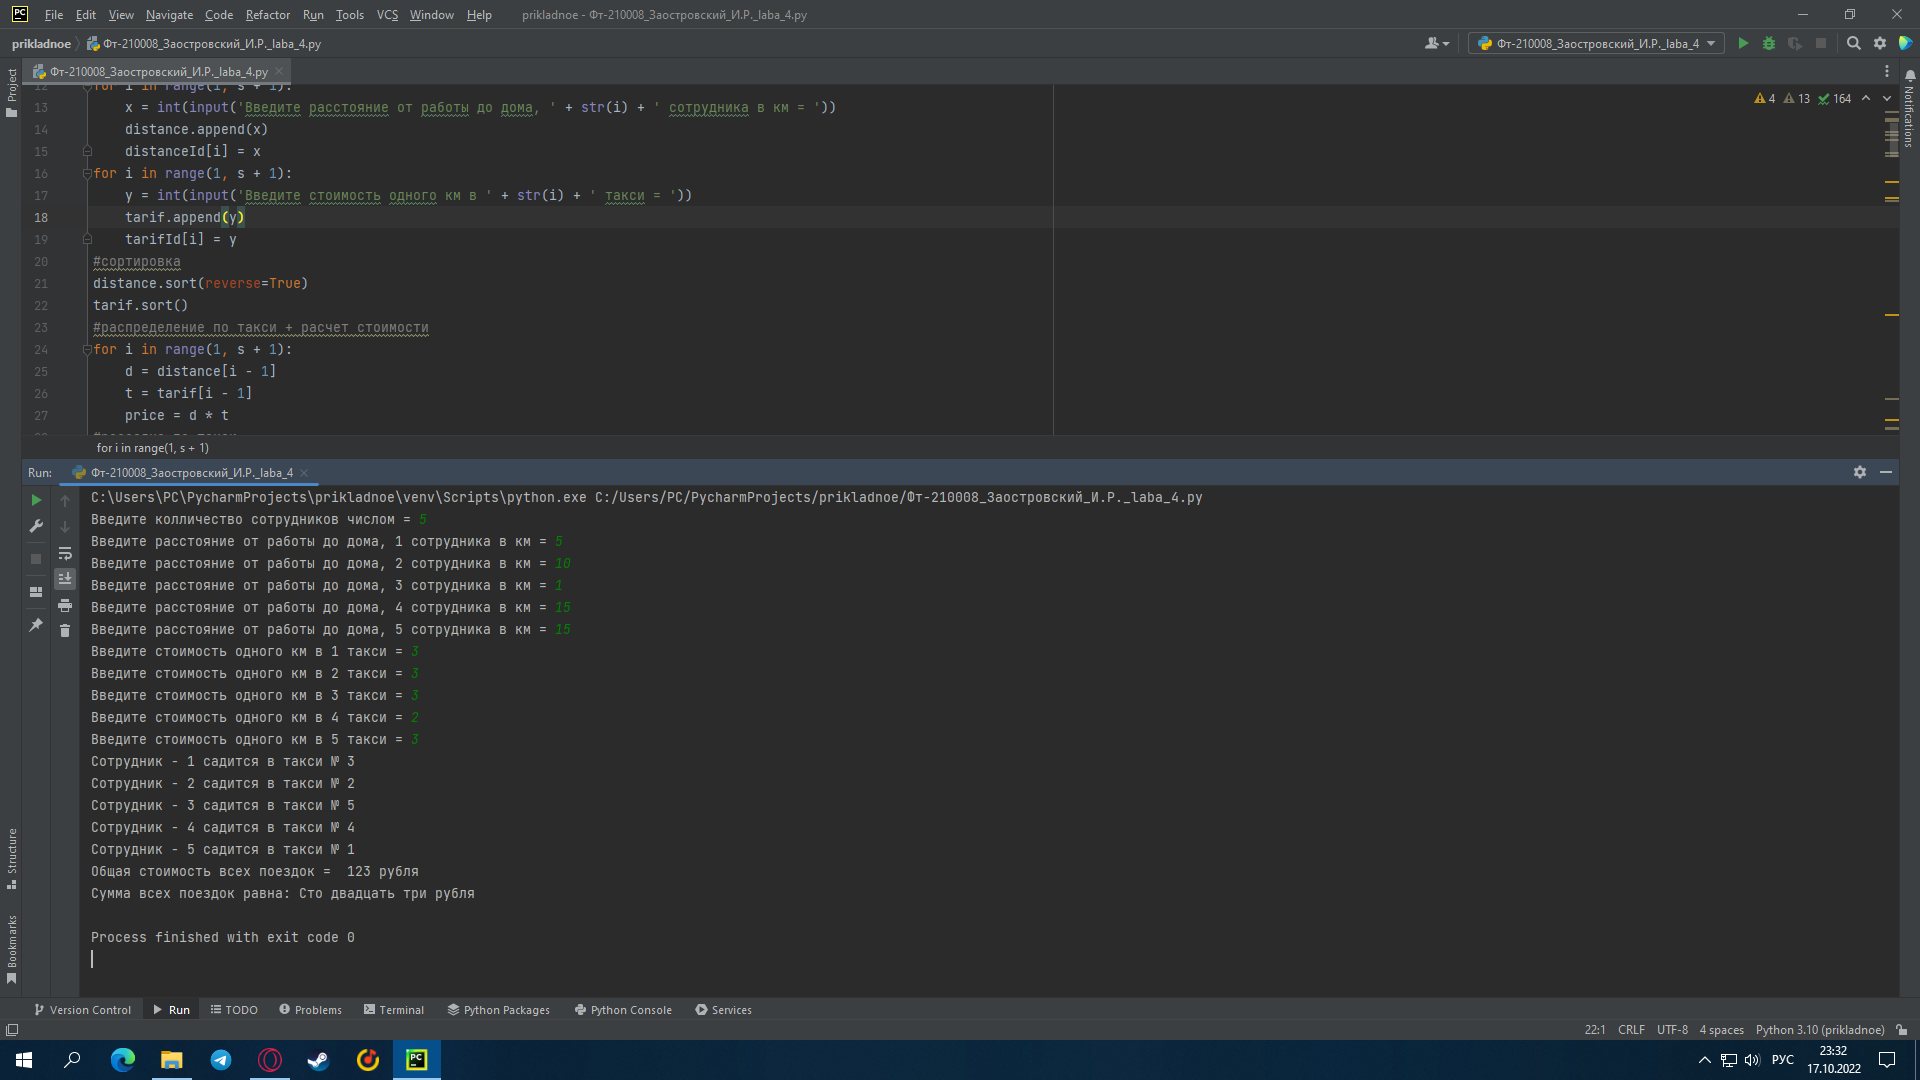 PC File Edit View Navigate Code Refactor Run Tools VCS Window Help prikladnoe - Фт-210008_Заостровский_И.Р._laba_4.py
prikladnoe Фт-210008_Заостровский_И.Р._laba_4.py Фт-210008_Заостровский_И.Р._laba_4
Фт-210008_Заостровский_И.Р._laba_4.py
Project
Notifications
4 13 164
12 for i in range(1, s + 1):
13 x = int(input('Введите расстояние от работы до дома, ' + str(i) + ' сотрудника в км = '))
14 distance.append(x)
15 distanceId[i] = x
16 for i in range(1, s + 1):
17 y = int(input('Введите стоимость одного км в ' + str(i) + ' такси = '))
18 tarif.append(y)
19 tarifId[i] = y
20 #сортировка
21 distance.sort(reverse=True)
22 tarif.sort()
23 #распределение по такси + расчет стоимости
24 for i in range(1, s + 1):
25 d = distance[i - 1]
26 t = tarif[i - 1]
27 price = d * t
for i in range(1, s + 1)
Run: Фт-210008_Заостровский_И.Р._laba_4
C:\Users\PC\PycharmProjects\prikladnoe\venv\Scripts\python.exe C:/Users/PC/PycharmProjects/prikladnoe/Фт-210008_Заостровский_И.Р._laba_4.py
Введите колличество сотрудников числом = 5
Введите расстояние от работы до дома, 1 сотрудника в км = 5
Введите расстояние от работы до дома, 2 сотрудника в км = 10
Введите расстояние от работы до дома, 3 сотрудника в км = 1
Введите расстояние от работы до дома, 4 сотрудника в км = 15
Введите расстояние от работы до дома, 5 сотрудника в км = 15
Введите стоимость одного км в 1 такси = 3
Введите стоимость одного км в 2 такси = 3
Введите стоимость одного км в 3 такси = 3
Введите стоимость одного км в 4 такси = 2
Введите стоимость одного км в 5 такси = 3
Сотрудник - 1 садится в такси № 3
Сотрудник - 2 садится в такси № 2
Сотрудник - 3 садится в такси № 5
Сотрудник - 4 садится в такси № 4
Сотрудник - 5 садится в такси № 1
Общая стоимость всех поездок =  123 рубля
Сумма всех поездок равна: Сто двадцать три рубля
Process finished with exit code 0
Structure
Bookmarks
Version Control Run TODO Problems Terminal Python Packages Python Console Services
22:1 CRLF UTF-8 4 spaces Python 3.10 (prikladnoe)
PC РУС 23:32
17.10.2022